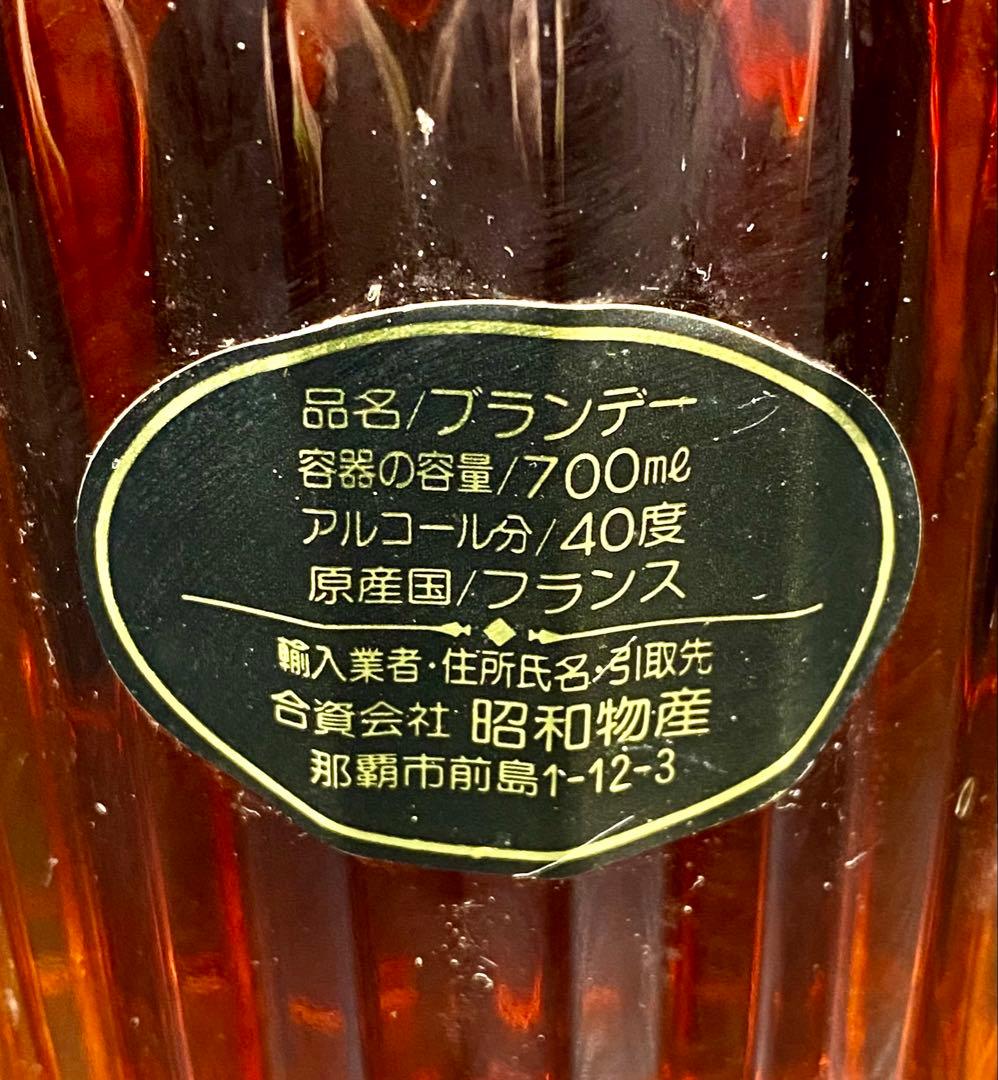 品名/ブランデー
容器の容量/700ml
アルコール分/40度
原産国/フランス
輸入業者・住所氏名・引取先
合資会社 昭和物産
那覇市前島1-12-3